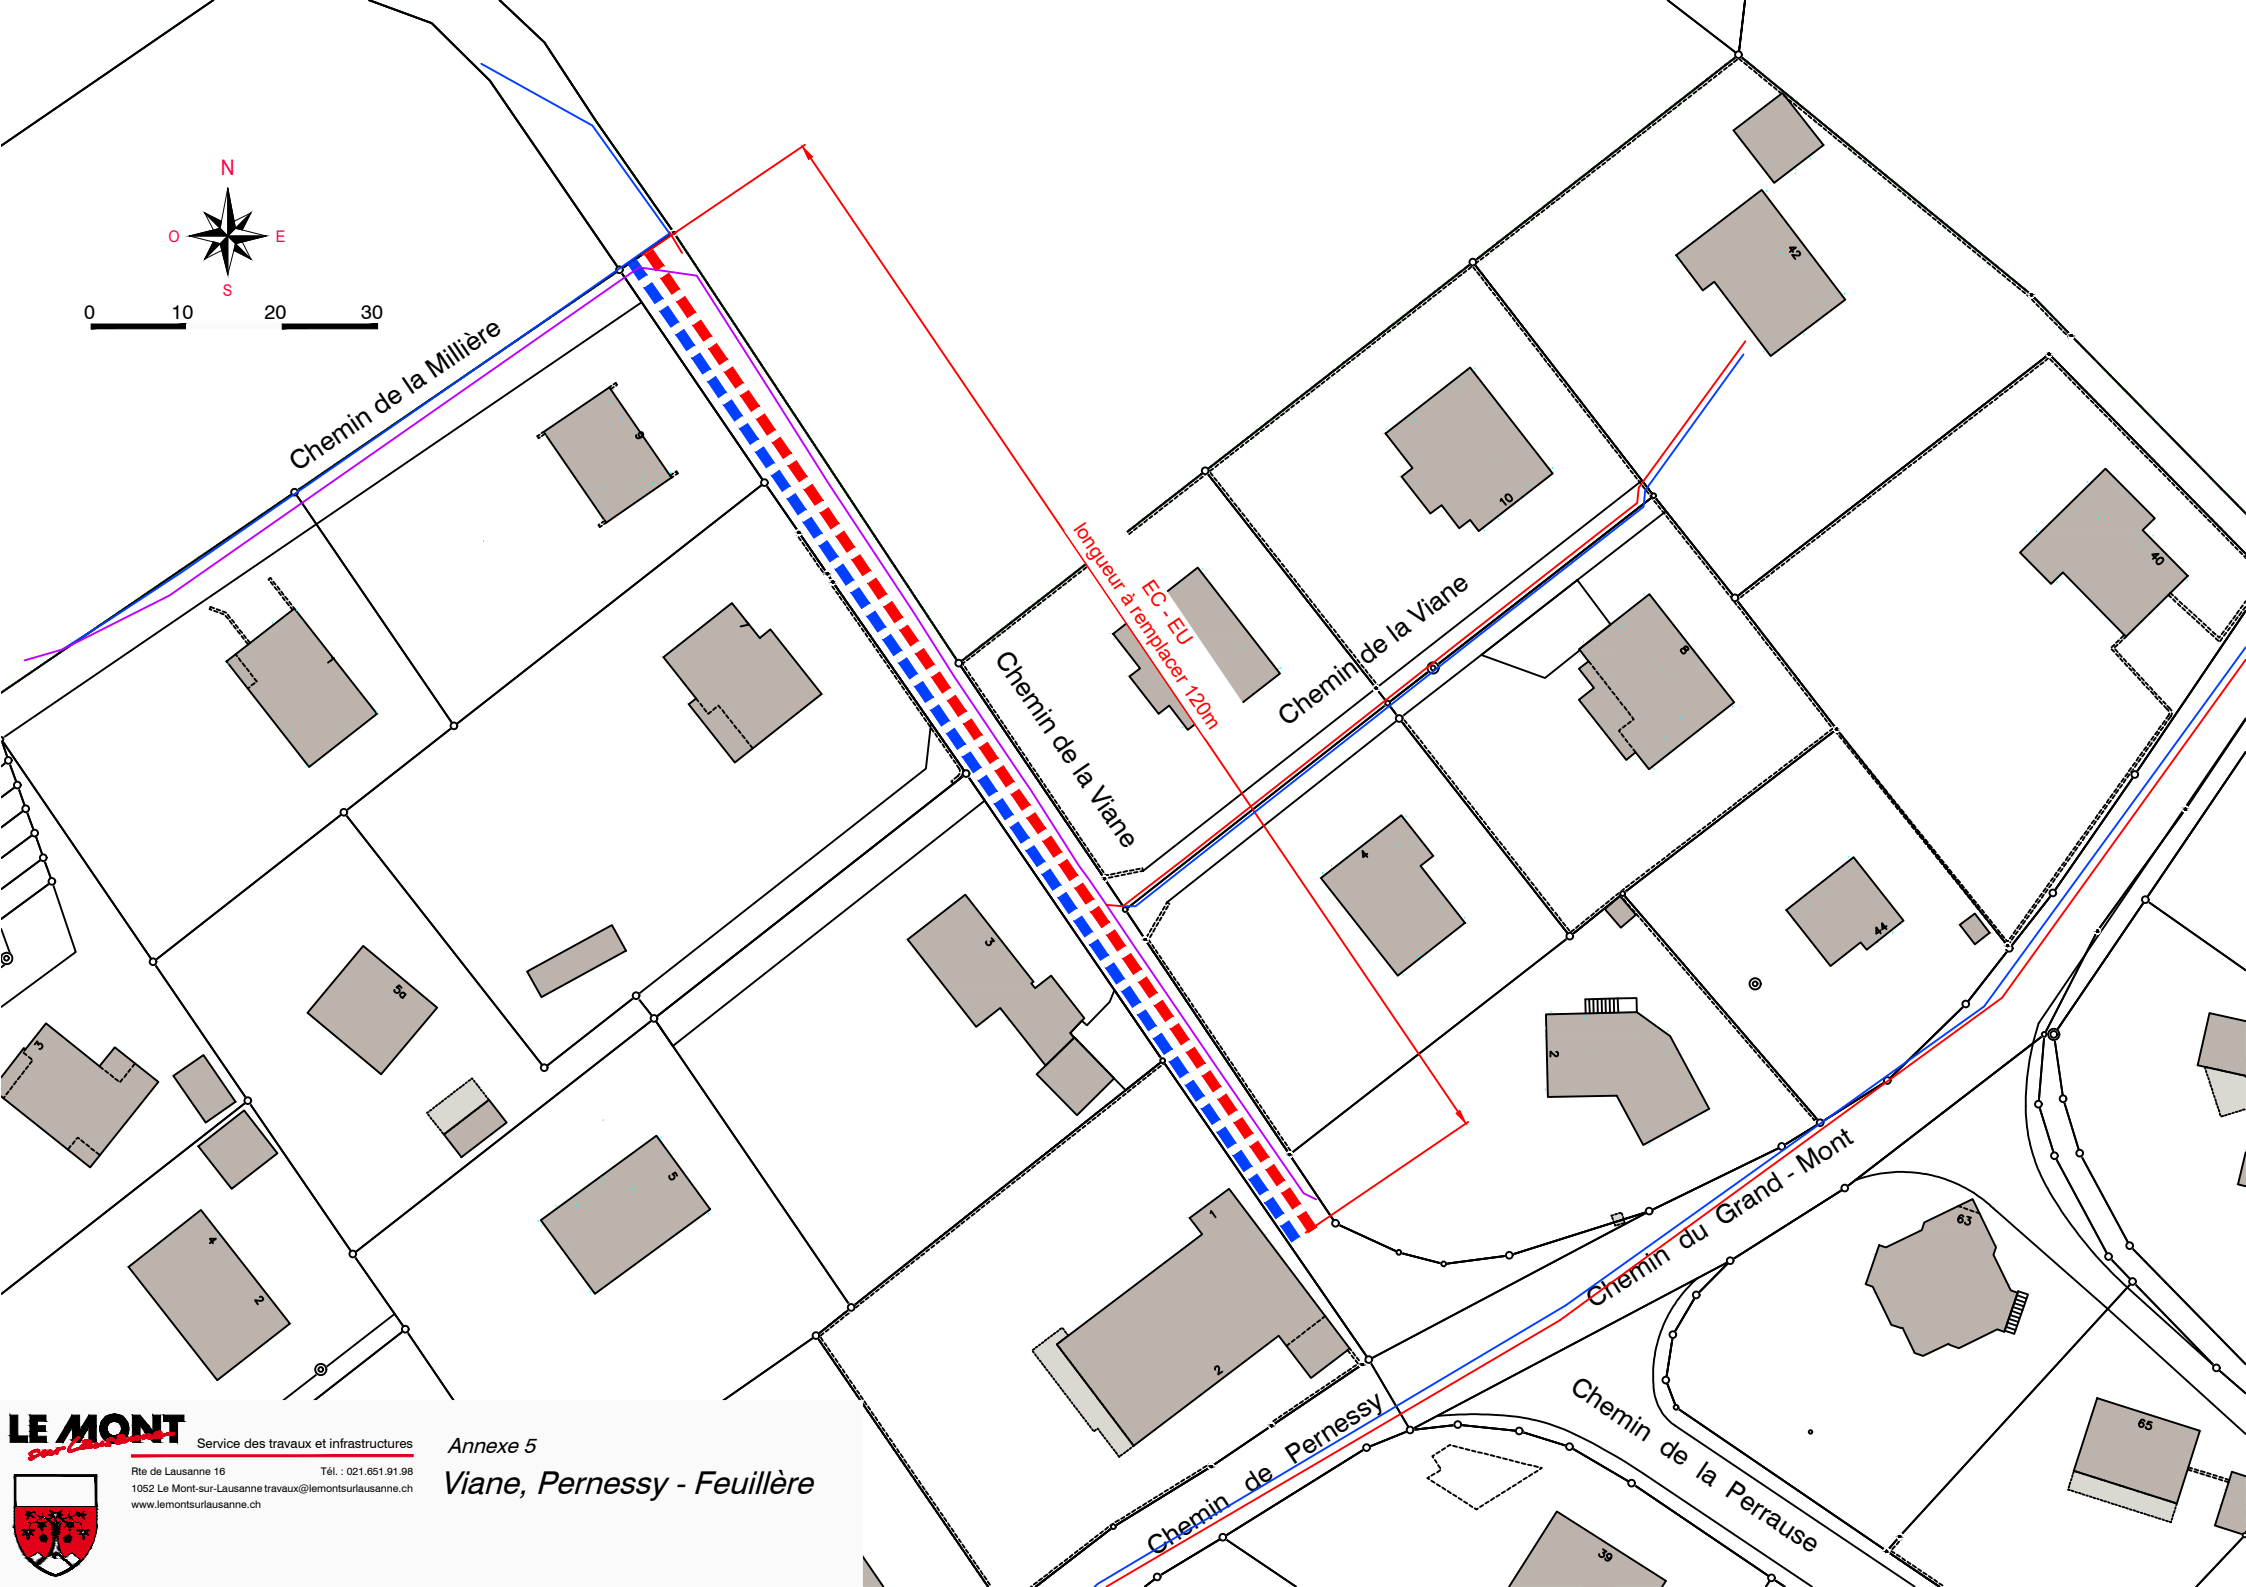 N
O
E
S
0 10 20 30
Chemin de la Millière
9
42
10
40
longueur à remplacer 120m
EC - EU
Chemin de la Viane
Chemin de la Viane
1
7
8
4
3
5a
44
3
2
5
4
2
1
2
Chemin du Grand - Mont
63
Chemin de Pernessy
Chemin de la Perrause
65
39
LE MONT
sur Lausanne
Service des travaux et infrastructures
Rte de Lausanne 16 Tél. : 021.651.91.98
1052 Le Mont-sur-Lausanne travaux@lemontsurlausanne.ch
www.lemontsurlausanne.ch
Annexe 5
Viane, Pernessy - Feuillère